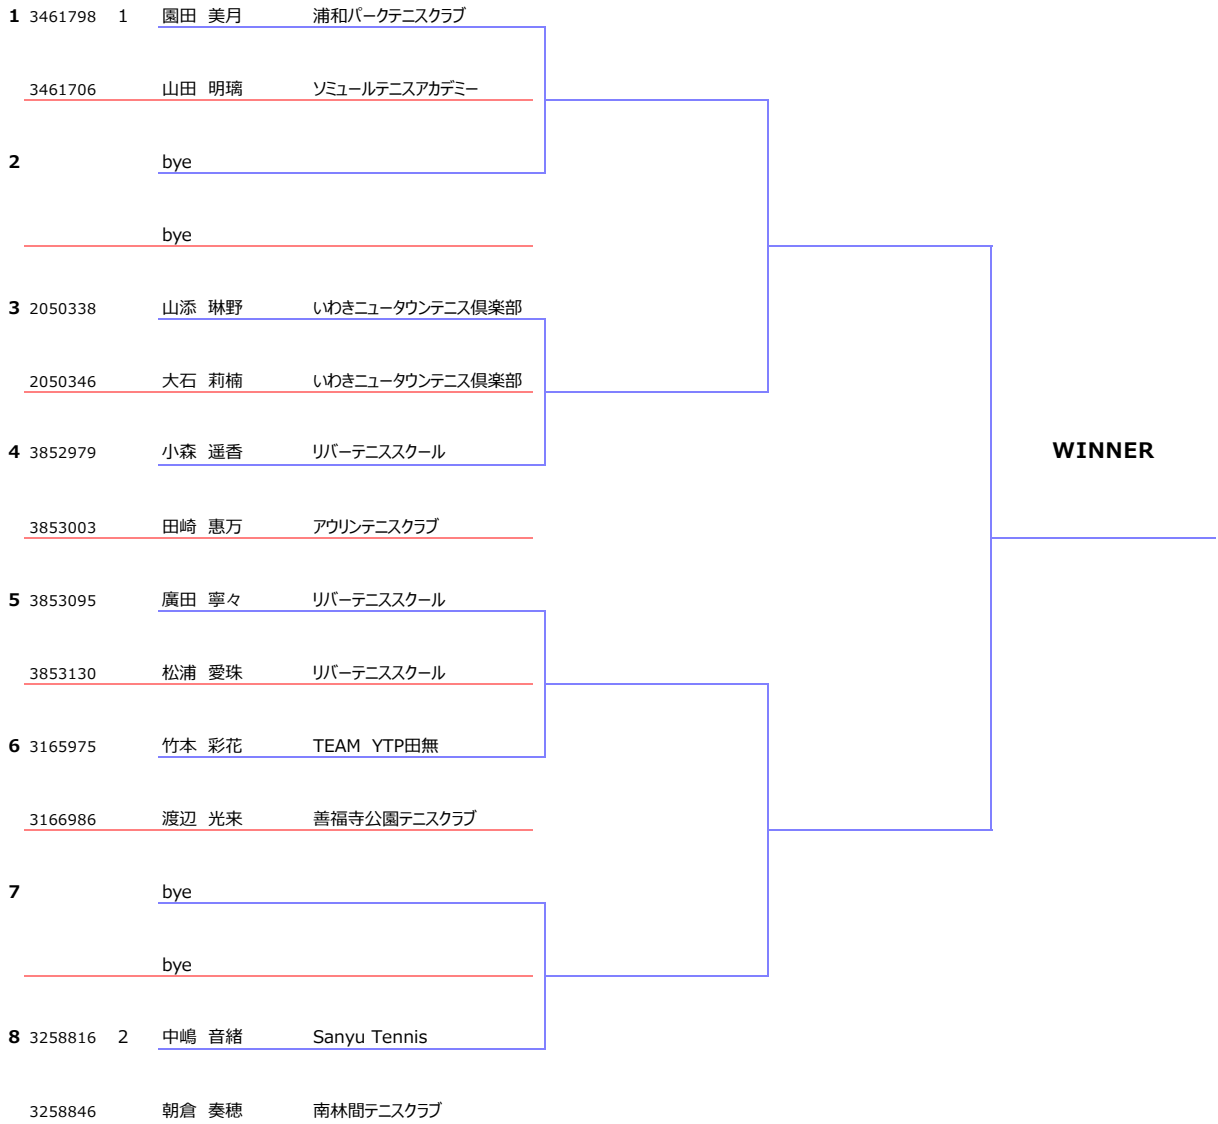 1 3461798 1 園田 美月 浦和パークテニスクラブ
3461706 山田 明璃 ソミュールテニスアカデミー
2 bye
bye
3 2050338 山添 琳野 いわきニュータウンテニス倶楽部
2050346 大石 莉楠 いわきニュータウンテニス倶楽部
4 3852979 小森 遥香 リバーテニススクール
WINNER
3853003 田崎 惠万 アウリンテニスクラブ
5 3853095 廣田 寧々 リバーテニススクール
3853130 松浦 愛珠 リバーテニススクール
6 3165975 竹本 彩花 TEAM YTP田無
3166986 渡辺 光来 善福寺公園テニスクラブ
7 bye
bye
8 3258816 2 中嶋 音緒 Sanyu Tennis
3258846 朝倉 奏穂 南林間テニスクラブ